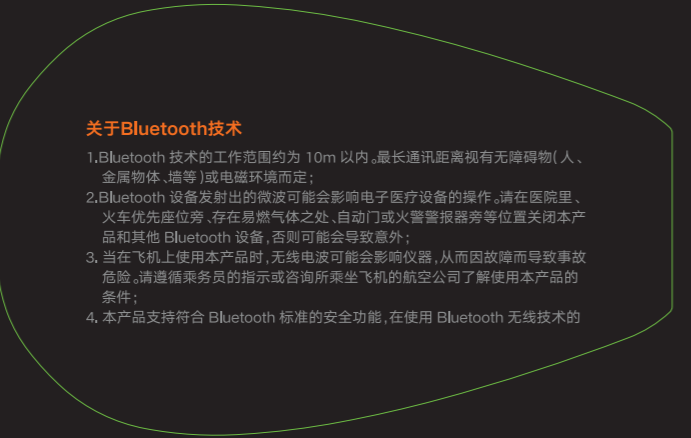 关于Bluetooth技术
1.Bluetooth 技术的工作范围约为 10m 以内。最长通讯距离视有无障碍物(人、
金属物体、墙等)或电磁环境而定;
2.Bluetooth 设备发射出的微波可能会影响电子医疗设备的操作。请在医院里、
火车优先座位旁、存在易燃气体之处、自动门或火警警报器旁等位置关闭本产
品和其他 Bluetooth 设备,否则可能会导致意外;
3. 当在飞机上使用本产品时,无线电波可能会影响仪器,从而因故障而导致事故
危险。请遵循乘务员的指示或咨询所乘坐飞机的航空公司了解使用本产品的
条件;
4. 本产品支持符合 Bluetooth 标准的安全功能,在使用 Bluetooth 无线技术的